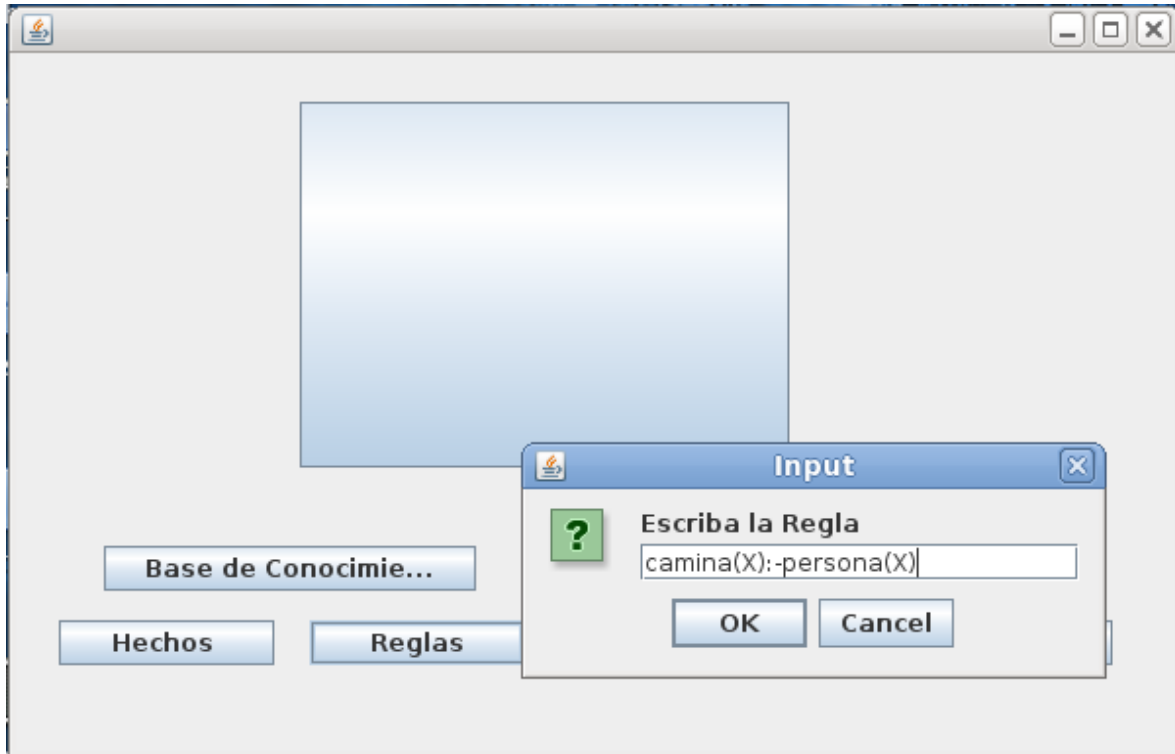 Input
Escriba la Regla
camina(X):-persona(X)
OK Cancel
Base de Conocimie...
Hechos Reglas